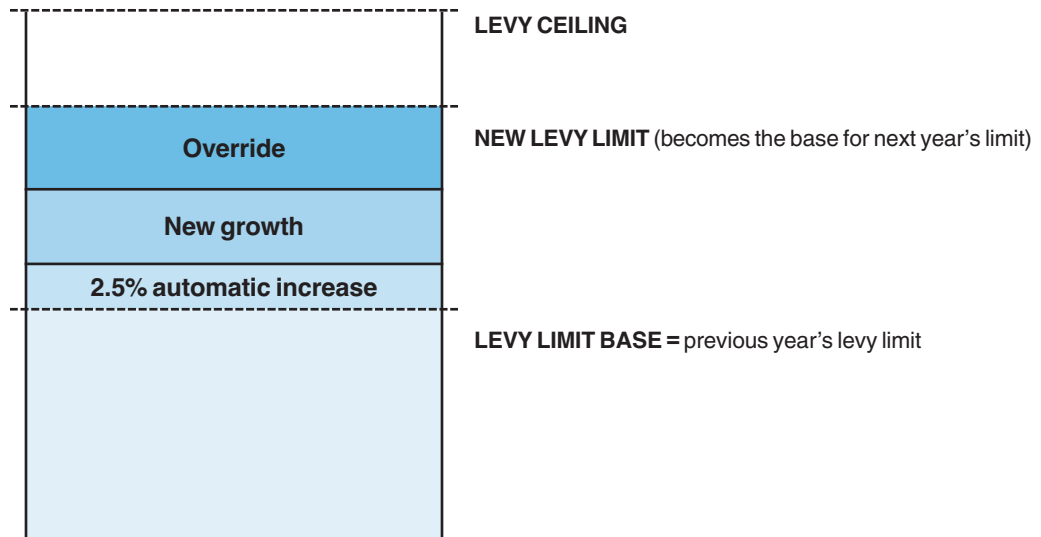 LEVY CEILING
NEW LEVY LIMIT (becomes the base for next year’s limit)
Override
New growth
2.5% automatic increase
LEVY LIMIT BASE = previous year’s levy limit